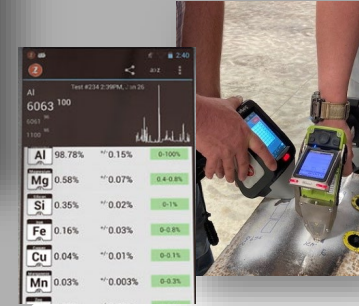 2:40
Z
Test #234 2:39PM, Jun 26
Al
6063 100
6061
1100
Al 98.78% +/- 0.15% 0-100%
Mg 0.58% +/- 0.07% 0.4-0.8%
Si 0.35% +/- 0.02% 0-1%
Fe 0.16% +/- 0.03% 0-0.8%
Cu 0.04% +/- 0.01% 0-0.1%
Mn 0.03% +/- 0.003% 0-0.3%